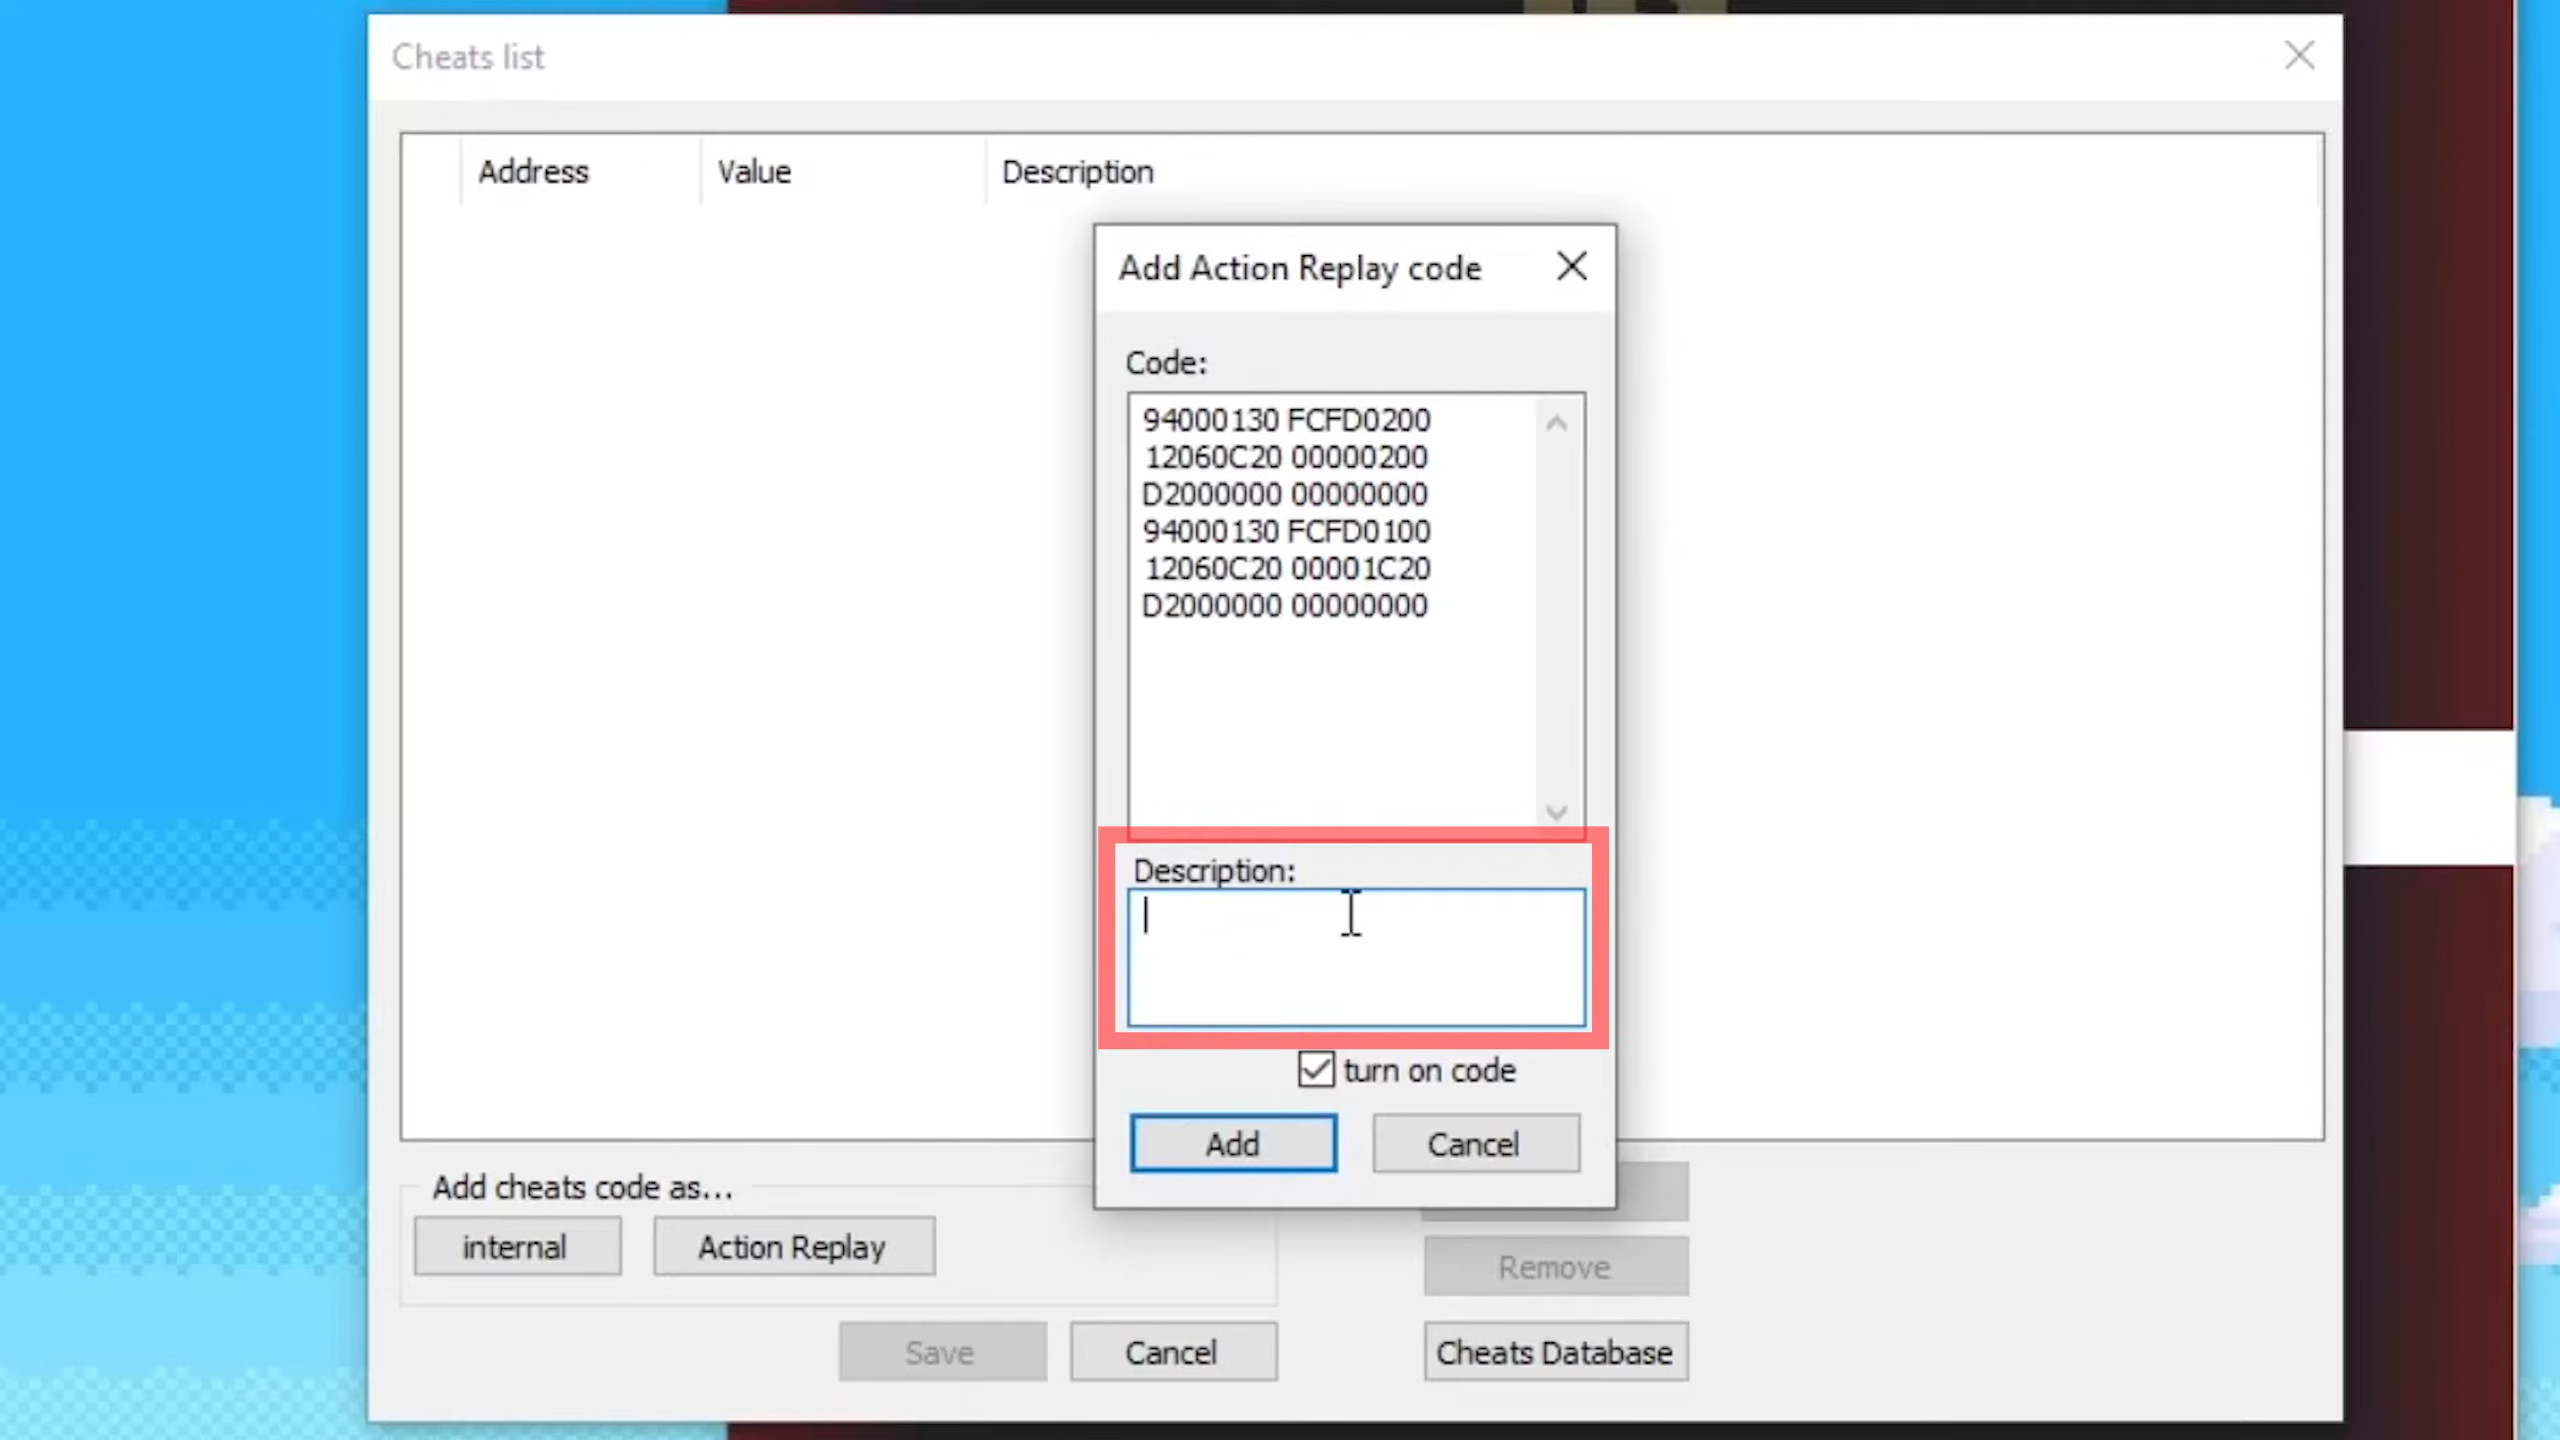 Cheats list
Address Value Description
Add Action Replay code
Code:
94000130 FCFD0200
12060C20 00000200
D2000000 00000000
94000130 FCFD0100
12060C20 00001C20
D2000000 00000000
Description:
turn on code
Add Cancel
Add cheats code as...
internal Action Replay
Remove
Save Cancel Cheats Database